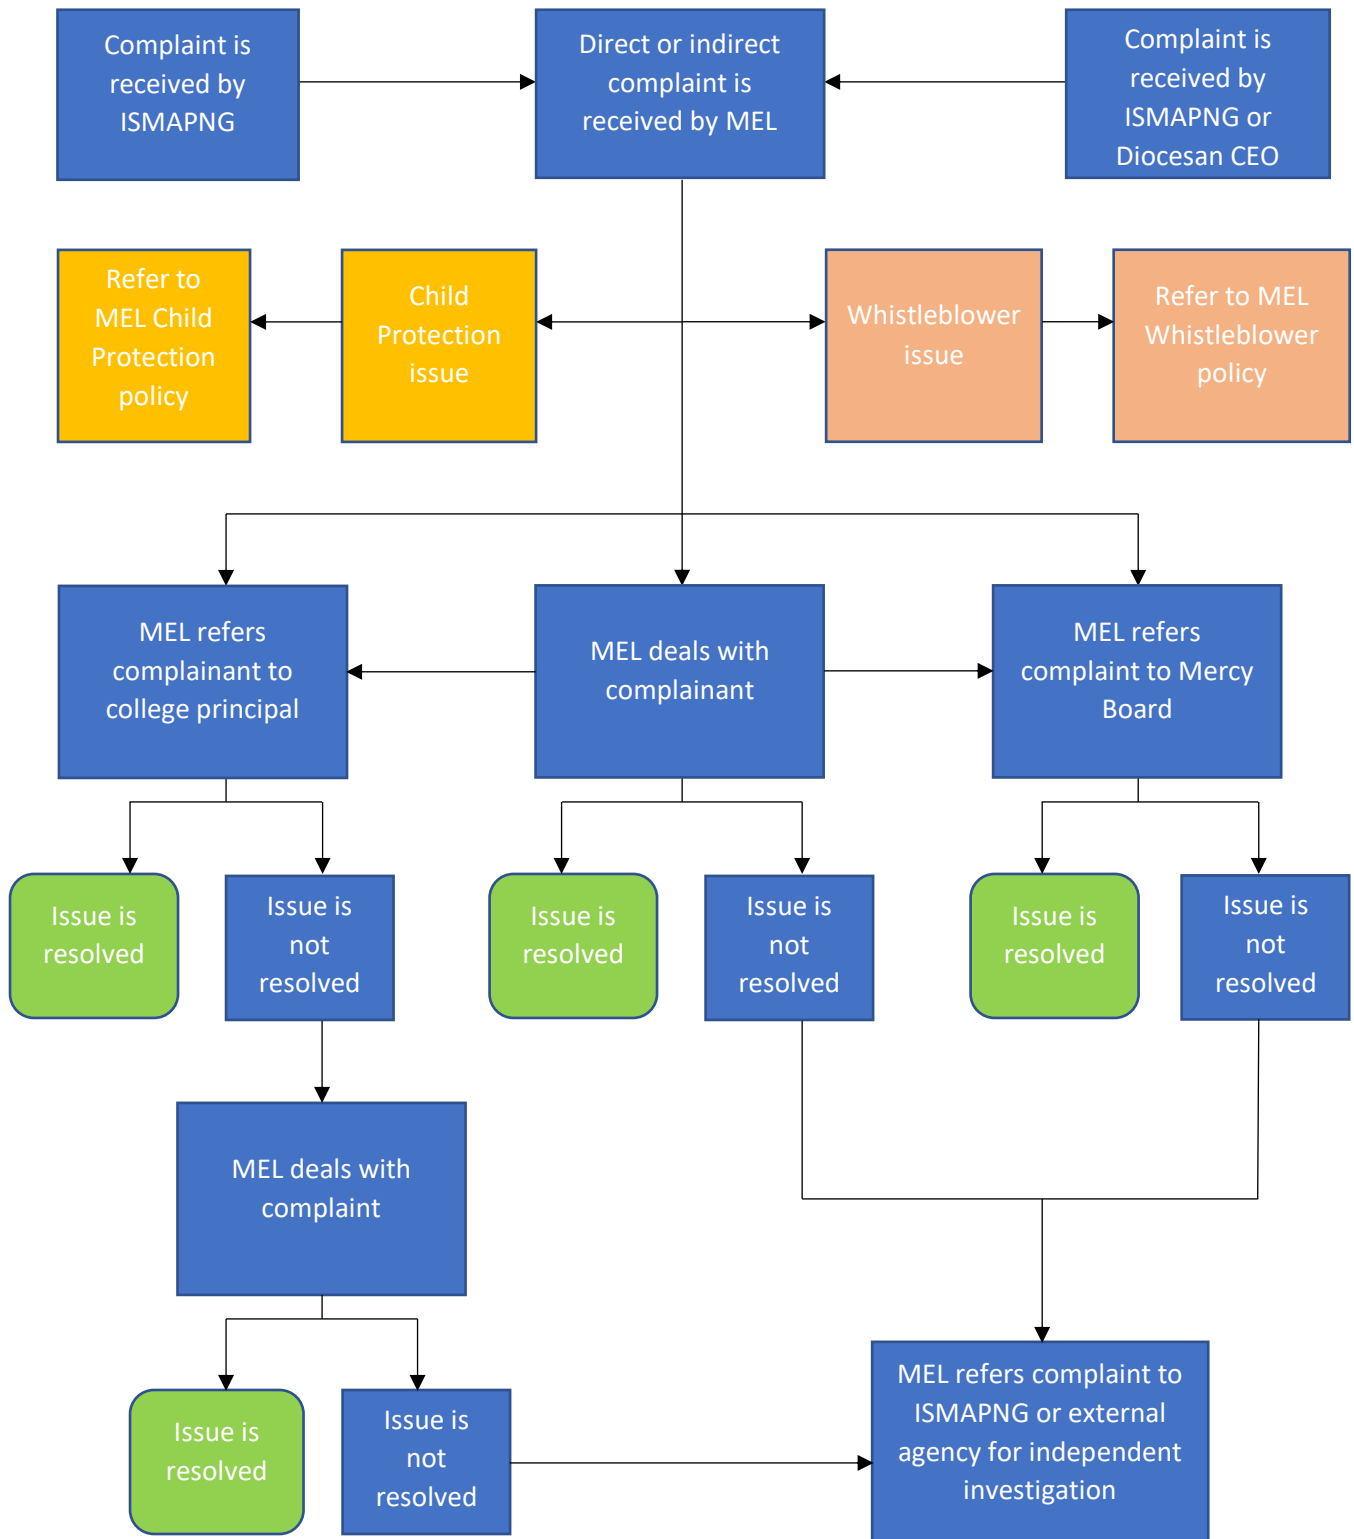 Complaint is
received by
ISMAPNG
Direct or indirect
complaint is
received by MEL
Complaint is
received by
ISMAPNG or
Diocesan CEO
Refer to
MEL Child
Protection
policy
Child
Protection
issue
Whistleblower
issue
Refer to MEL
Whistleblower
policy
MEL refers
complainant to
college principal
MEL deals with
complainant
MEL refers
complaint to Mercy
Board
Issue is
resolved
Issue is
not
resolved
Issue is
resolved
Issue is
not
resolved
Issue is
resolved
Issue is
not
resolved
MEL deals with
complaint
Issue is
resolved
Issue is
not
resolved
MEL refers complaint to
ISMAPNG or external
agency for independent
investigation